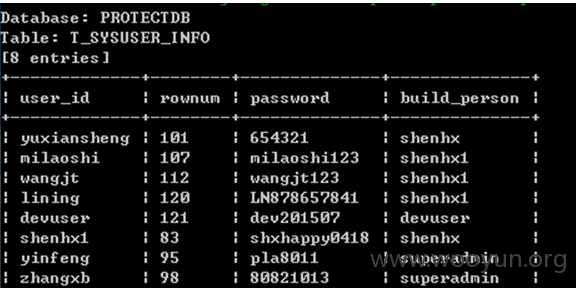 Database: PROTECTDB
Table: T_SYSUSER_INFO
[8 entries]
user_id | rownum | password | build_person
yuxiansheng | 101 | 654321 | shenhx
milaoshi | 107 | milaoshi123 | shenhx1
wangjt | 112 | wangjt123 | shenhx1
lining | 120 | LN878657841 | shenhx1
devuser | 121 | dev201507 | devuser
shenhx1 | 83 | shxhappy0418 | shenhx
yinfeng | 95 | pla8011 | superadmin
zhangxb | 98 | 80821013 | superadmin
www.wooyun.org